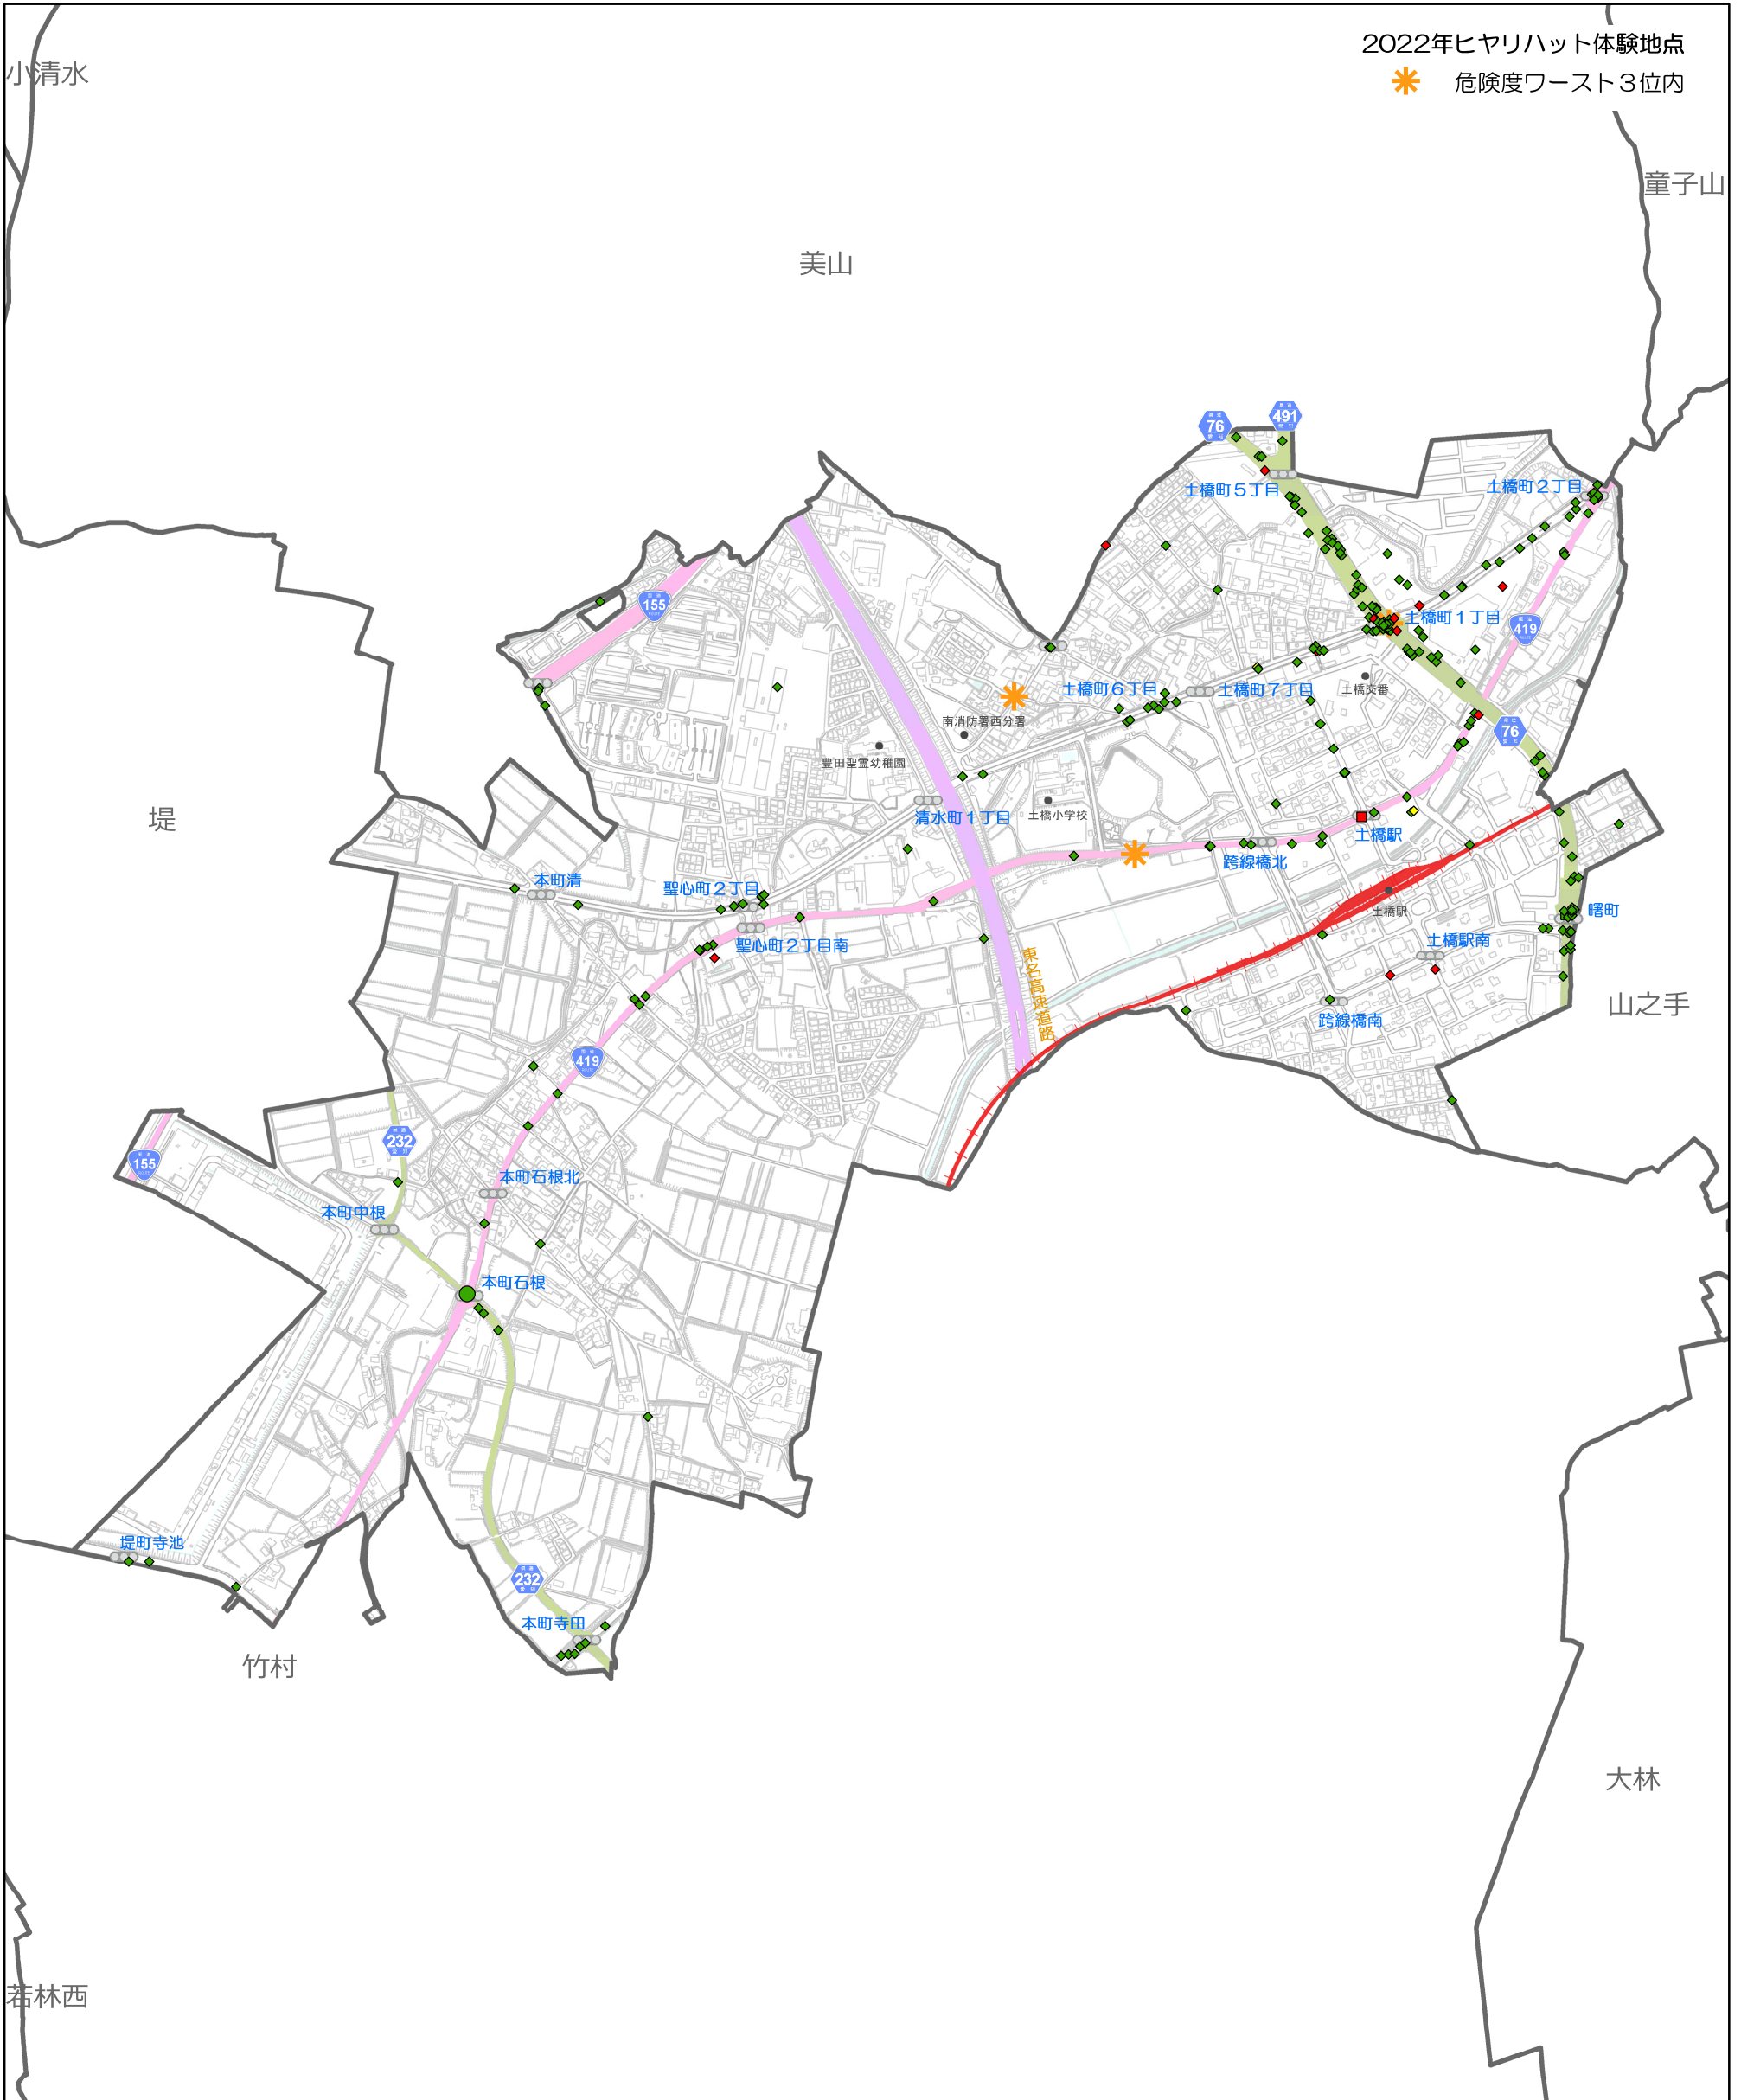 2022年ヒヤリハット体験地点
危険度ワースト３位内
小清水
童子山
美山
76
491
土橋町５丁目
土橋町２丁目
155
土橋町１丁目
419
土橋町６丁目
土橋町７丁目
土橋交番
南消防署西分署
76
豊田聖霊幼稚園
堤
清水町１丁目
土橋小学校
土橋駅
跨線橋北
本町清
聖心町２丁目
土橋駅
曙町
聖心町２丁目南
土橋駅南
東名高速道路
山之手
跨線橋南
419
232
155
本町石根北
本町中根
本町石根
堤町寺池
232
本町寺田
竹村
大林
若林西